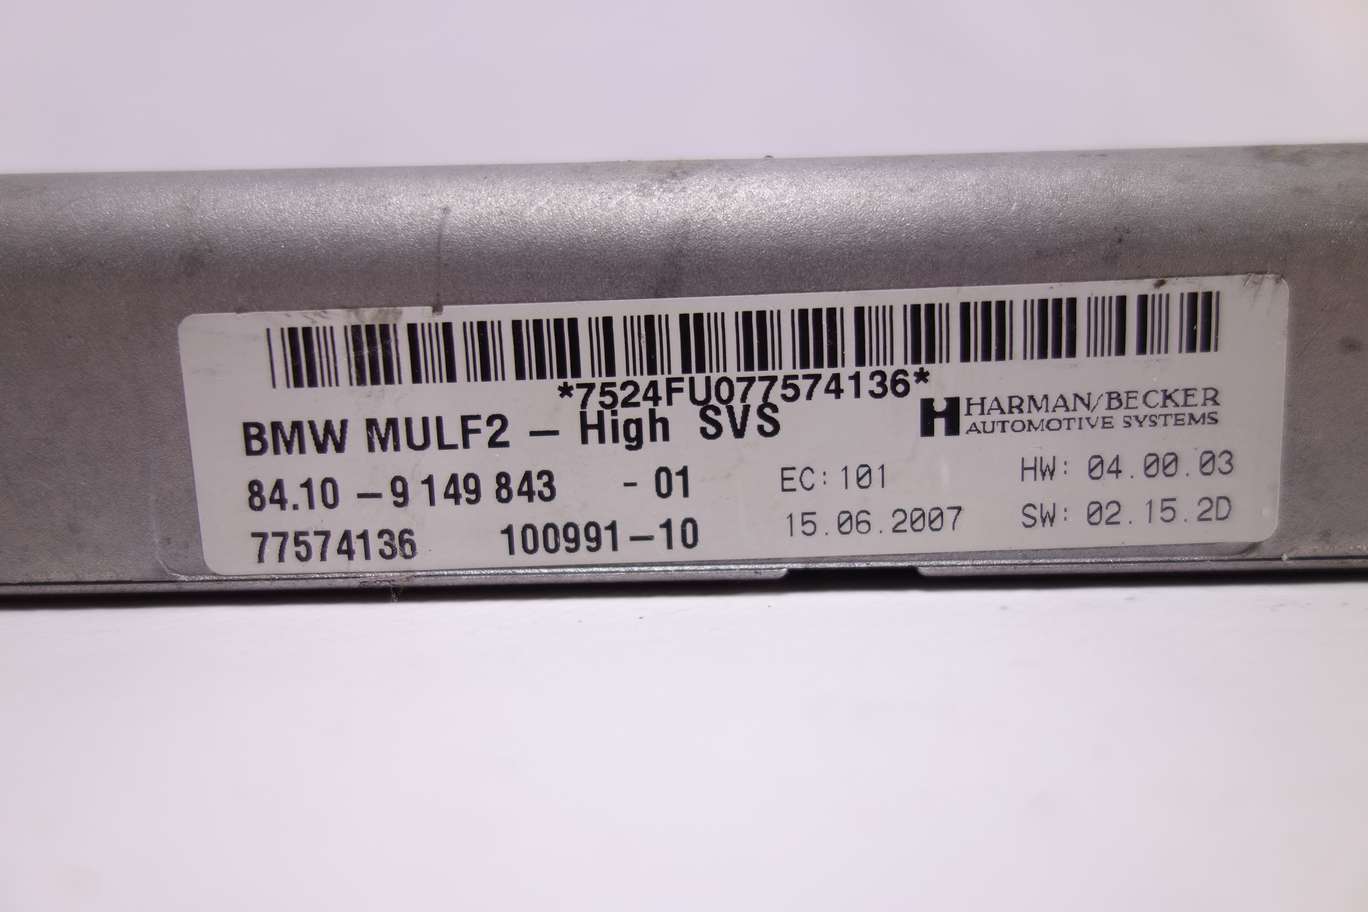 *7524FU077574136*
BMW MULF2 – High SVS
HARMAN/BECKER
AUTOMOTIVE SYSTEMS
84.10 – 9 149 843 - 01
EC: 101
HW: 04.00.03
77574136 100991–10
15.06.2007
SW: 02.15.2D